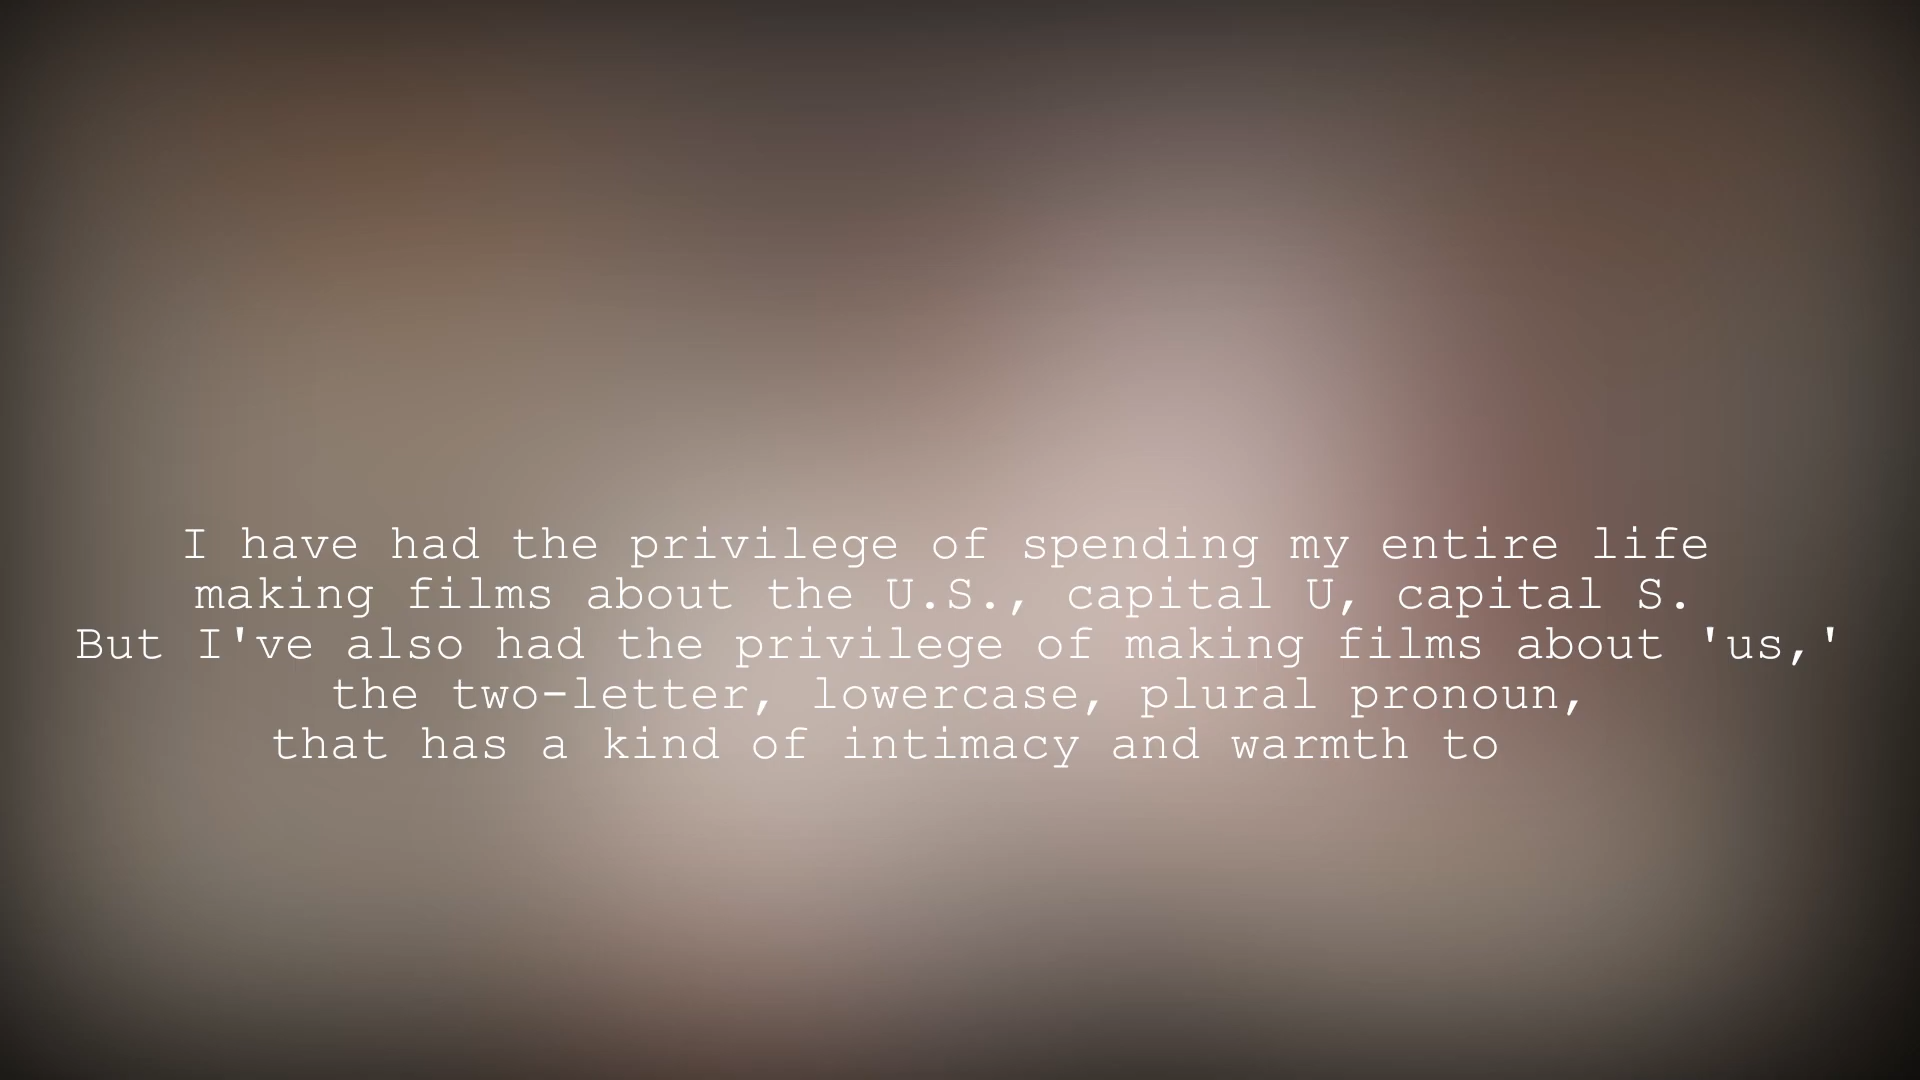 I have had the privilege of spending my entire life
making films about the U.S., capital U, capital S.
But I've also had the privilege of making films about 'us,'
the two-letter, lowercase, plural pronoun,
that has a kind of intimacy and warmth to